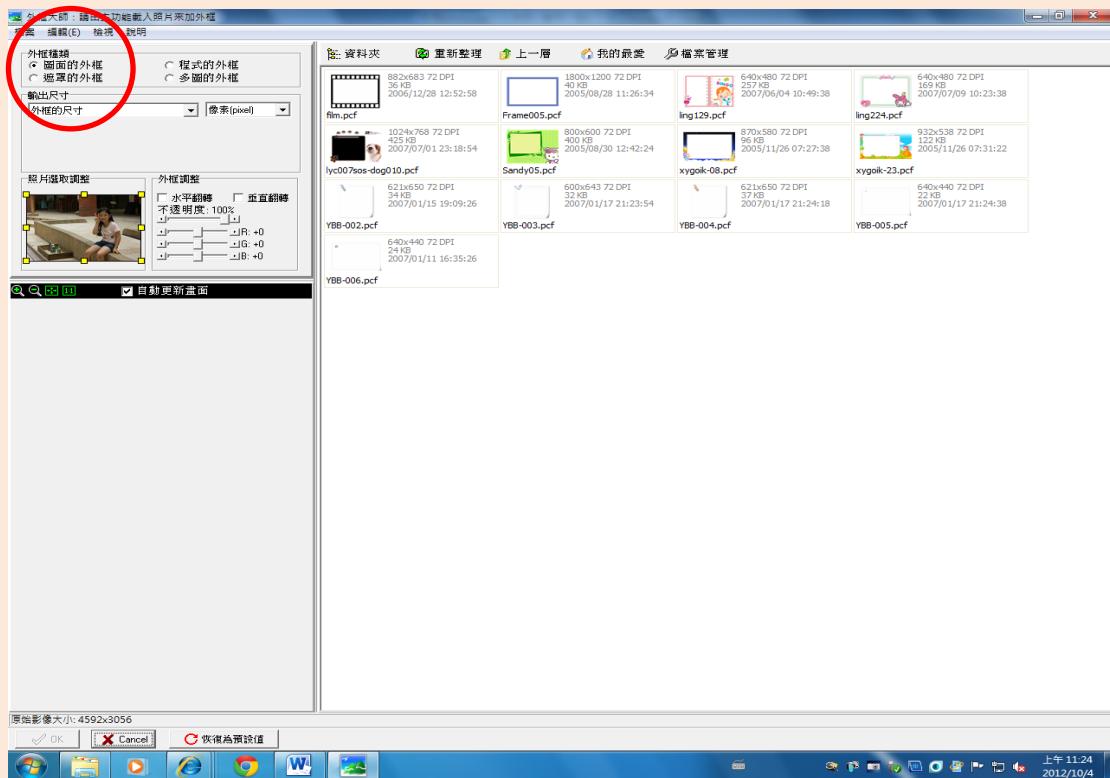 外框大師 : 請由主功能載入照片來加外框
檔案 編輯(E) 檢視 說明
外框種類
圖面的外框 程式的外框
遮罩的外框 多圖的外框
輸出尺寸
外框的尺寸 像素(pixel)
照片選取調整
外框調整
水平翻轉 垂直翻轉
不透明度: 100%
R: +0
G: +0
B: +0
1:1 自動更新畫面
資料夾 重新整理 上一層 我的最愛 檔案管理
882x683 72 DPI
36 KB
2006/12/28 12:52:58
film.pcf
1800x1200 72 DPI
40 KB
2005/08/28 11:26:34
Frame005.pcf
640x480 72 DPI
257 KB
2007/06/04 10:49:38
ling129.pcf
640x480 72 DPI
169 KB
2007/07/09 10:23:38
ling224.pcf
1024x768 72 DPI
425 KB
2007/07/01 23:18:54
lyc007sos-dog010.pcf
800x600 72 DPI
400 KB
2005/08/30 12:42:24
Sandy05.pcf
870x580 72 DPI
96 KB
2005/11/26 07:27:38
xygoik-08.pcf
932x538 72 DPI
122 KB
2005/11/26 07:31:22
xygoik-23.pcf
621x650 72 DPI
34 KB
2007/01/15 19:09:26
YBB-002.pcf
600x643 72 DPI
32 KB
2007/01/17 21:23:54
YBB-003.pcf
621x650 72 DPI
37 KB
2007/01/17 21:24:18
YBB-004.pcf
640x440 72 DPI
22 KB
2007/01/17 21:24:38
YBB-005.pcf
640x440 72 DPI
24 KB
2007/01/11 16:35:26
YBB-006.pcf
原始影像大小: 4592x3056
OK Cancel 恢復為預設值
上午 11:24
2012/10/4